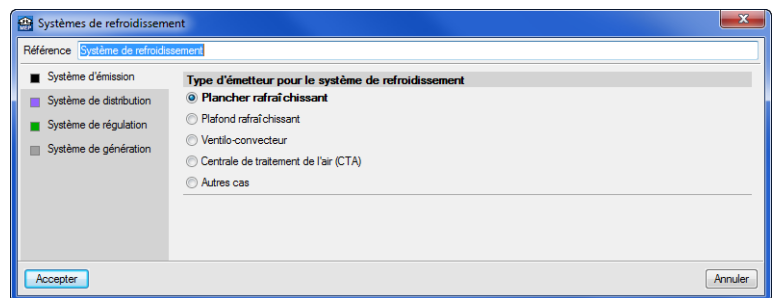 Systèmes de refroidissement
Référence Système de refroidissement
Système d'émission
Système de distribution
Système de régulation
Système de génération
Type d'émetteur pour le système de refroidissement
Plancher rafraîchissant
Plafond rafraîchissant
Ventilo-convecteur
Centrale de traitement de l'air (CTA)
Autres cas
Accepter
Annuler